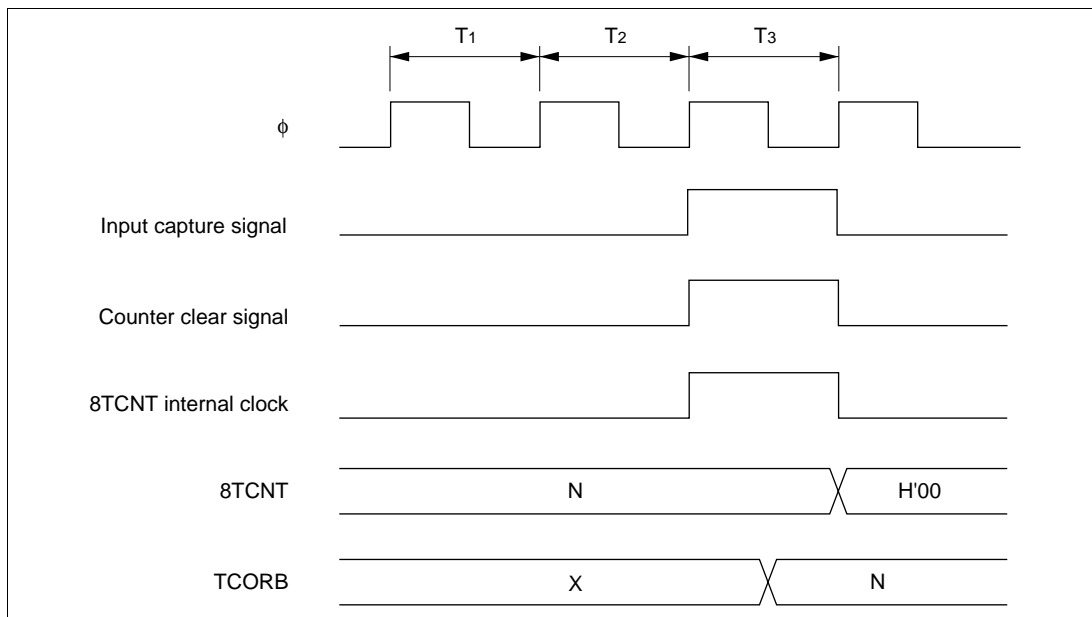 T1 T2 T3
φ
Input capture signal
Counter clear signal
8TCNT internal clock
8TCNT N H'00
TCORB X N